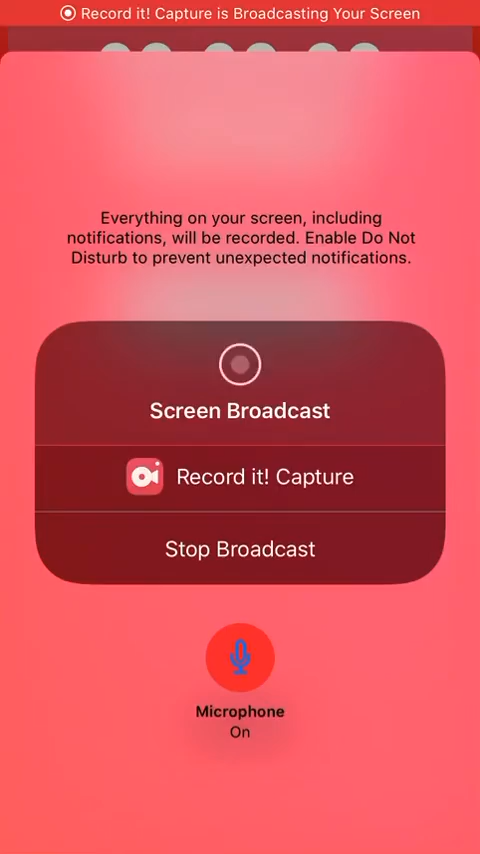 Record it! Capture is Broadcasting Your Screen
Everything on your screen, including
notifications, will be recorded. Enable Do Not
Disturb to prevent unexpected notifications.
Screen Broadcast
Record it! Capture
Stop Broadcast
Microphone
On